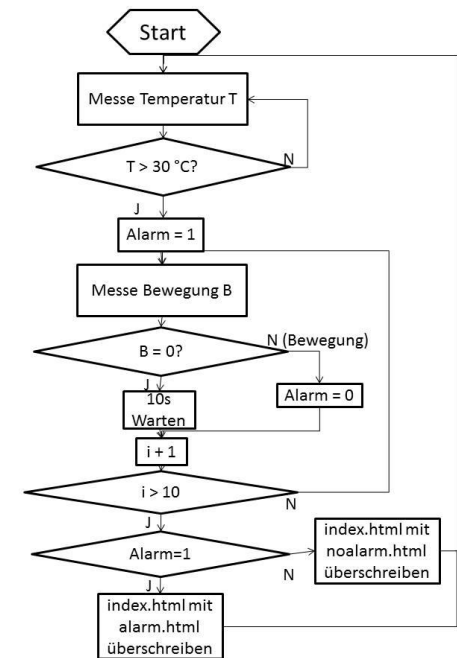 Start
Messe Temperatur T
T > 30 °C?
N
J
Alarm = 1
Messe Bewegung B
N (Bewegung)
B = 0?
J
10s
Warten
Alarm = 0
i + 1
i > 10
N
J
Alarm=1
N
index.html mit
noalarm.html
überschreiben
J
index.html mit
alarm.html
überschreiben